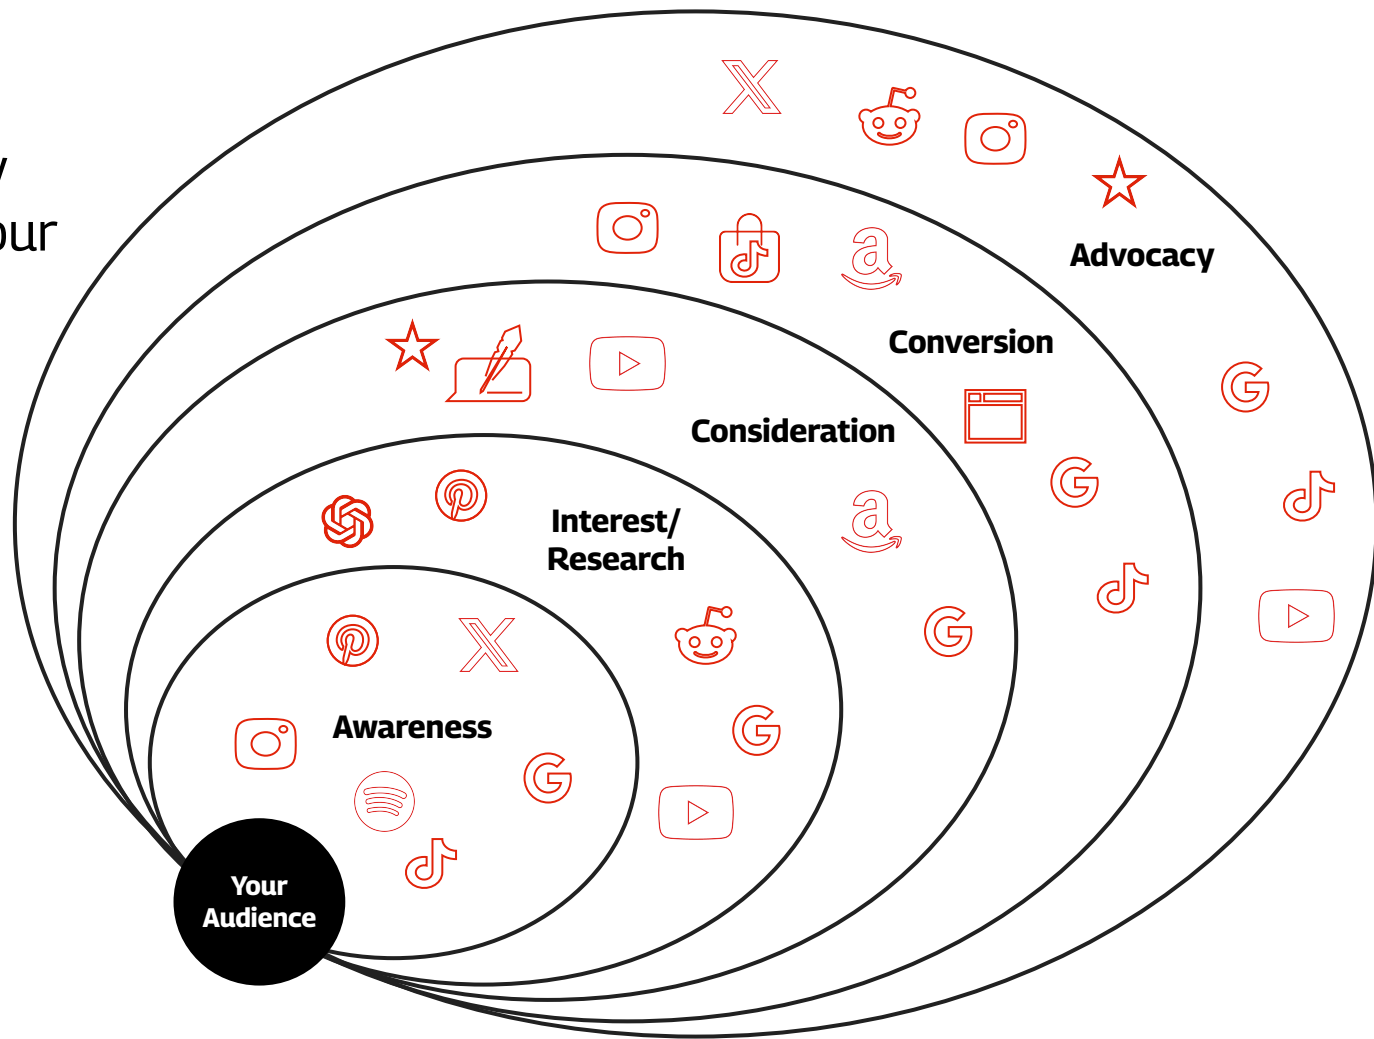 Advocacy
Conversion
Consideration
Interest/
Research
Awareness
Your
Audience